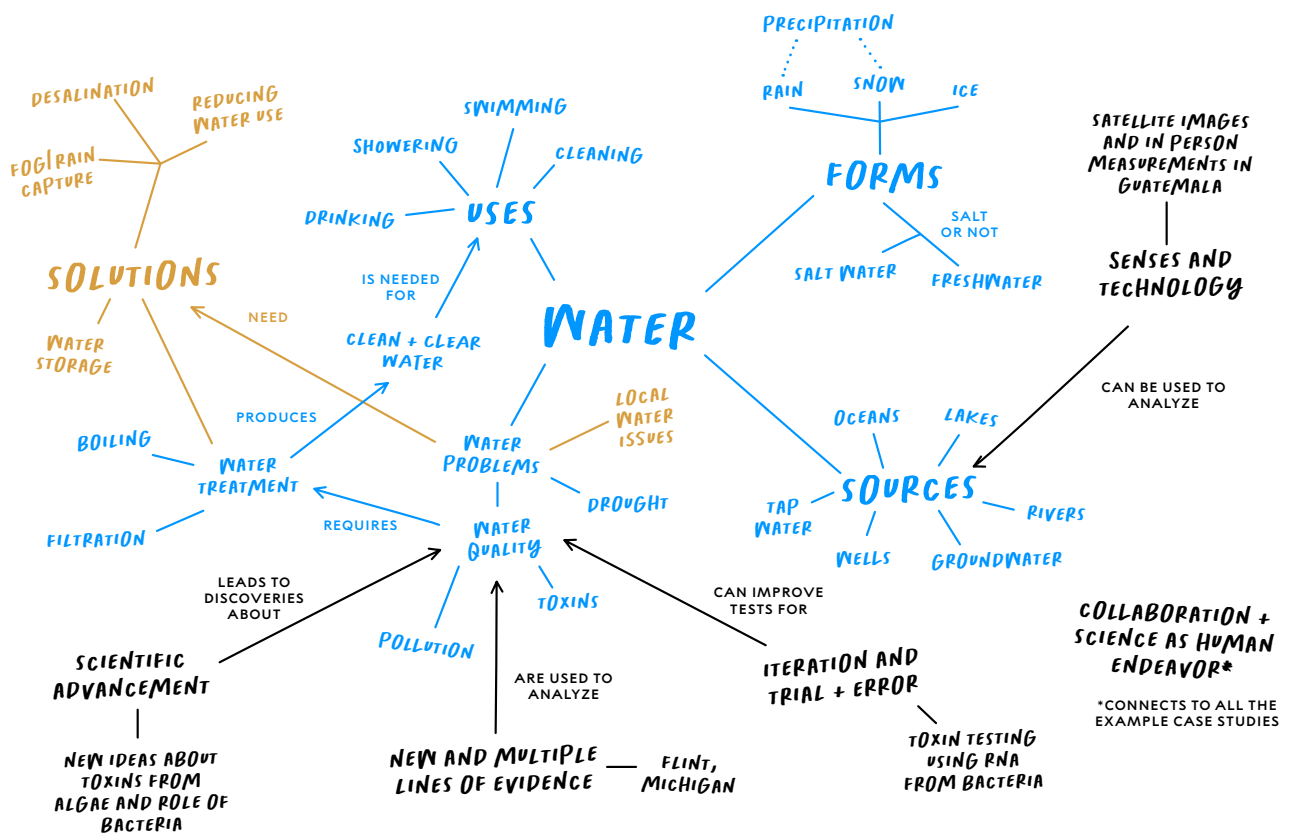 PRECIPITATION
RAIN
SNOW
ICE
FORMS
SALT
OR NOT
SALT WATER
FRESHWATER
DESALINATION
REDUCING
WATER USE
FOG/RAIN
CAPTURE
SOLUTIONS
WATER
STORAGE
NEED
SWIMMING
SHOWERING
CLEANING
DRINKING
USES
IS NEEDED
FOR
CLEAN + CLEAR
WATER
WATER
SATELLITE IMAGES
AND IN PERSON
MEASUREMENTS IN
GUATEMALA
SENSES AND
TECHNOLOGY
CAN BE USED TO
ANALYZE
PRODUCES
BOILING
WATER
TREATMENT
FILTRATION
REQUIRES
LOCAL
WATER
ISSUES
WATER
PROBLEMS
DROUGHT
WATER
QUALITY
TOXINS
POLLUTION
OCEANS
LAKES
SOURCES
TAP
WATER
WELLS
GROUNDWATER
RIVERS
LEADS TO
DISCOVERIES
ABOUT
SCIENTIFIC
ADVANCEMENT
NEW IDEAS ABOUT
TOXINS FROM
ALGAE AND ROLE OF
BACTERIA
ARE USED TO
ANALYZE
NEW AND MULTIPLE
LINES OF EVIDENCE
FLINT,
MICHIGAN
CAN IMPROVE
TESTS FOR
ITERATION AND
TRIAL + ERROR
TOXIN TESTING
USING RNA
FROM BACTERIA
COLLABORATION +
SCIENCE AS HUMAN
ENDEAVOR*
*CONNECTS TO ALL THE
EXAMPLE CASE STUDIES